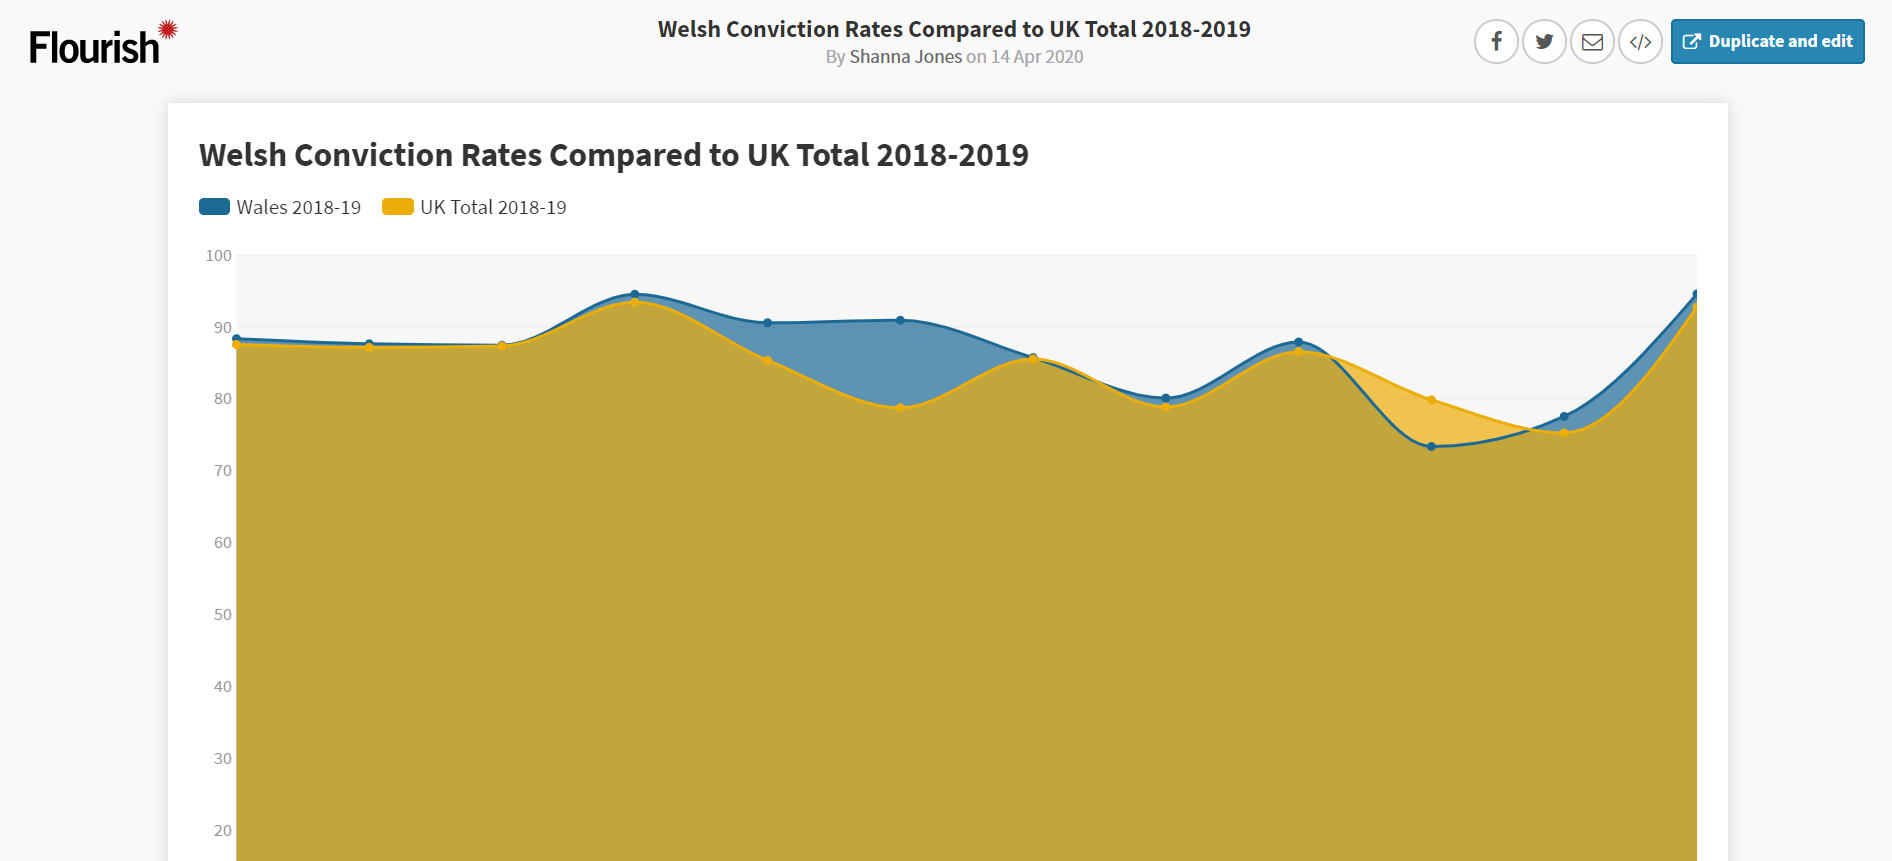 Flourish
Welsh Conviction Rates Compared to UK Total 2018-2019
By Shanna Jones on 14 Apr 2020
Duplicate and edit
Welsh Conviction Rates Compared to UK Total 2018-2019
Wales 2018-19 UK Total 2018-19
100
90
80
70
60
50
40
30
20